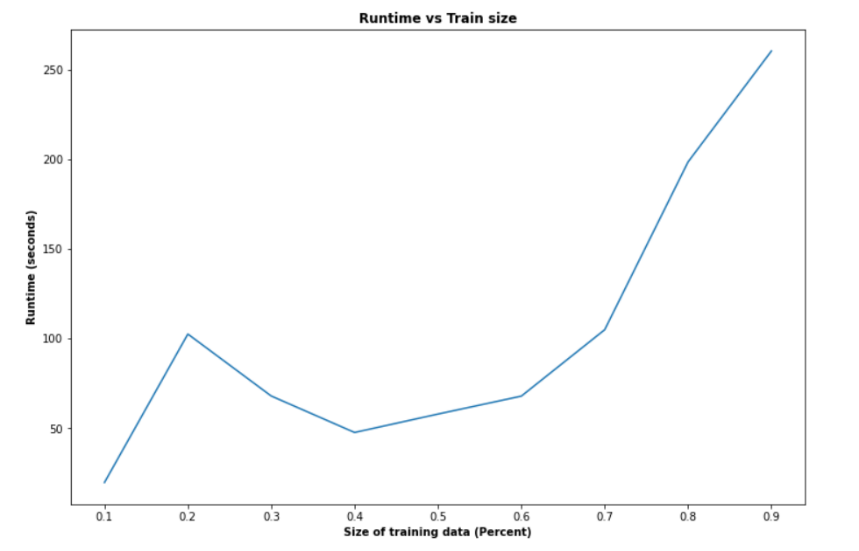 Runtime vs Train size
250
200
150
100
50
Runtime (seconds)
0.1 0.2 0.3 0.4 0.5 0.6 0.7 0.8 0.9
Size of training data (Percent)